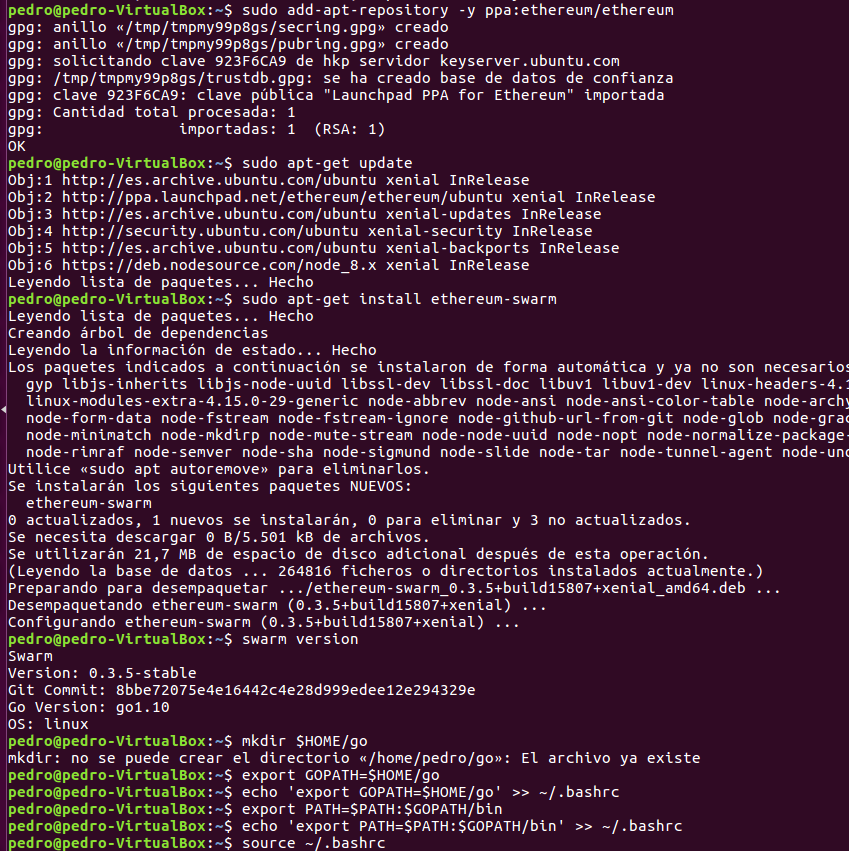 pedro@pedro-VirtualBox:~$ sudo add-apt-repository -y ppa:ethereum/ethereum
gpg: anillo «/tmp/tmpmy99p8gs/secring.gpg» creado
gpg: anillo «/tmp/tmpmy99p8gs/pubring.gpg» creado
gpg: solicitando clave 923F6CA9 de hkp servidor keyserver.ubuntu.com
gpg: /tmp/tmpmy99p8gs/trustdb.gpg: se ha creado base de datos de confianza
gpg: clave 923F6CA9: clave pública "Launchpad PPA for Ethereum" importada
gpg: Cantidad total procesada: 1
gpg:               importadas: 1  (RSA: 1)
OK
pedro@pedro-VirtualBox:~$ sudo apt-get update
Obj:1 http://es.archive.ubuntu.com/ubuntu xenial InRelease
Obj:2 http://ppa.launchpad.net/ethereum/ethereum/ubuntu xenial InRelease
Obj:3 http://es.archive.ubuntu.com/ubuntu xenial-updates InRelease
Obj:4 http://security.ubuntu.com/ubuntu xenial-security InRelease
Obj:5 http://es.archive.ubuntu.com/ubuntu xenial-backports InRelease
Obj:6 https://deb.nodesource.com/node_8.x xenial InRelease
Leyendo lista de paquetes... Hecho
pedro@pedro-VirtualBox:~$ sudo apt-get install ethereum-swarm
Leyendo lista de paquetes... Hecho
Creando árbol de dependencias
Leyendo la información de estado... Hecho
Los paquetes indicados a continuación se instalaron de forma automática y ya no son necesarios
  gyp libjs-inherits libjs-node-uuid libssl-dev libssl-doc libuv1 libuv1-dev linux-headers-4.1
  linux-modules-extra-4.15.0-29-generic node-abbrev node-ansi node-ansi-color-table node-archy
  node-form-data node-fstream node-fstream-ignore node-github-url-from-git node-glob node-grac
  node-minimatch node-mkdirp node-mute-stream node-node-uuid node-nopt node-normalize-package-
  node-rimraf node-semver node-sha node-sigmund node-slide node-tar node-tunnel-agent node-und
Utilice «sudo apt autoremove» para eliminarlos.
Se instalarán los siguientes paquetes NUEVOS:
  ethereum-swarm
0 actualizados, 1 nuevos se instalarán, 0 para eliminar y 3 no actualizados.
Se necesita descargar 0 B/5.501 kB de archivos.
Se utilizarán 21,7 MB de espacio de disco adicional después de esta operación.
(Leyendo la base de datos ... 264816 ficheros o directorios instalados actualmente.)
Preparando para desempaquetar .../ethereum-swarm_0.3.5+build15807+xenial_amd64.deb ...
Desempaquetando ethereum-swarm (0.3.5+build15807+xenial) ...
Configurando ethereum-swarm (0.3.5+build15807+xenial) ...
pedro@pedro-VirtualBox:~$ swarm version
Swarm
Version: 0.3.5-stable
Git Commit: 8bbe72075e4e16442c4e28d999edee12e294329e
Go Version: go1.10
OS: linux
pedro@pedro-VirtualBox:~$ mkdir $HOME/go
mkdir: no se puede crear el directorio «/home/pedro/go»: El archivo ya existe
pedro@pedro-VirtualBox:~$ export GOPATH=$HOME/go
pedro@pedro-VirtualBox:~$ echo 'export GOPATH=$HOME/go' >> ~/.bashrc
pedro@pedro-VirtualBox:~$ export PATH=$PATH:$GOPATH/bin
pedro@pedro-VirtualBox:~$ echo 'export PATH=$PATH:$GOPATH/bin' >> ~/.bashrc
pedro@pedro-VirtualBox:~$ source ~/.bashrc